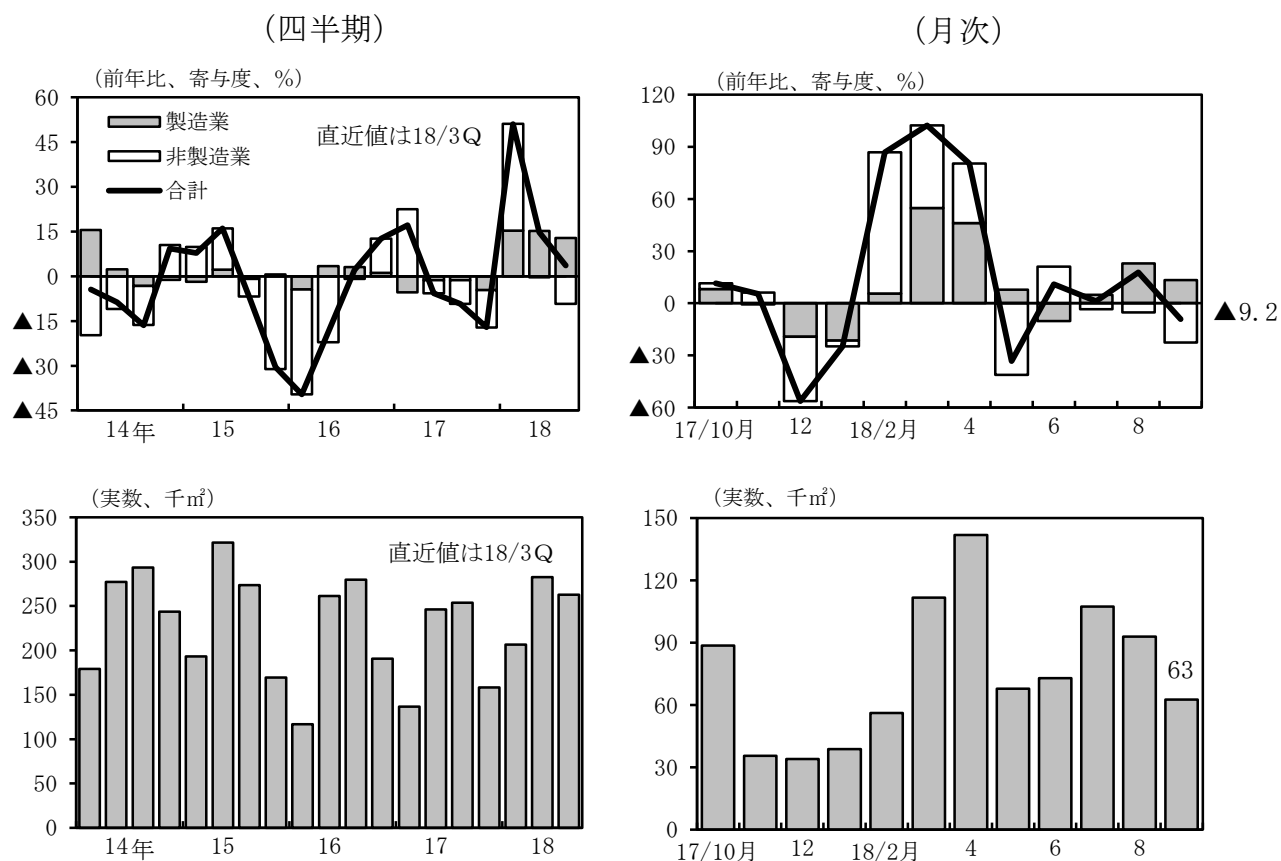 (四半期)
(前年比、寄与度、%)
60
45
30
15
0
▲15
▲30
▲45
製造業
非製造業
合計
直近値は18/3Q
14年 15 16 17 18
(月次)
(前年比、寄与度、%)
120
90
60
30
0
▲30
▲60
▲9.2
17/10月 12 18/2月 4 6 8
(実数、千㎡)
350
300
250
200
150
100
50
0
直近値は18/3Q
14年 15 16 17 18
(実数、千㎡)
150
120
90
60
30
0
63
17/10月 12 18/2月 4 6 8